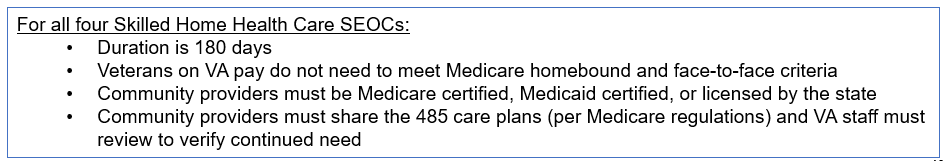 For all four Skilled Home Health Care SEOCs:
• Duration is 180 days
• Veterans on VA pay do not need to meet Medicare homebound and face-to-face criteria
• Community providers must be Medicare certified, Medicaid certified, or licensed by the state
• Community providers must share the 485 care plans (per Medicare regulations) and VA staff must
review to verify continued need